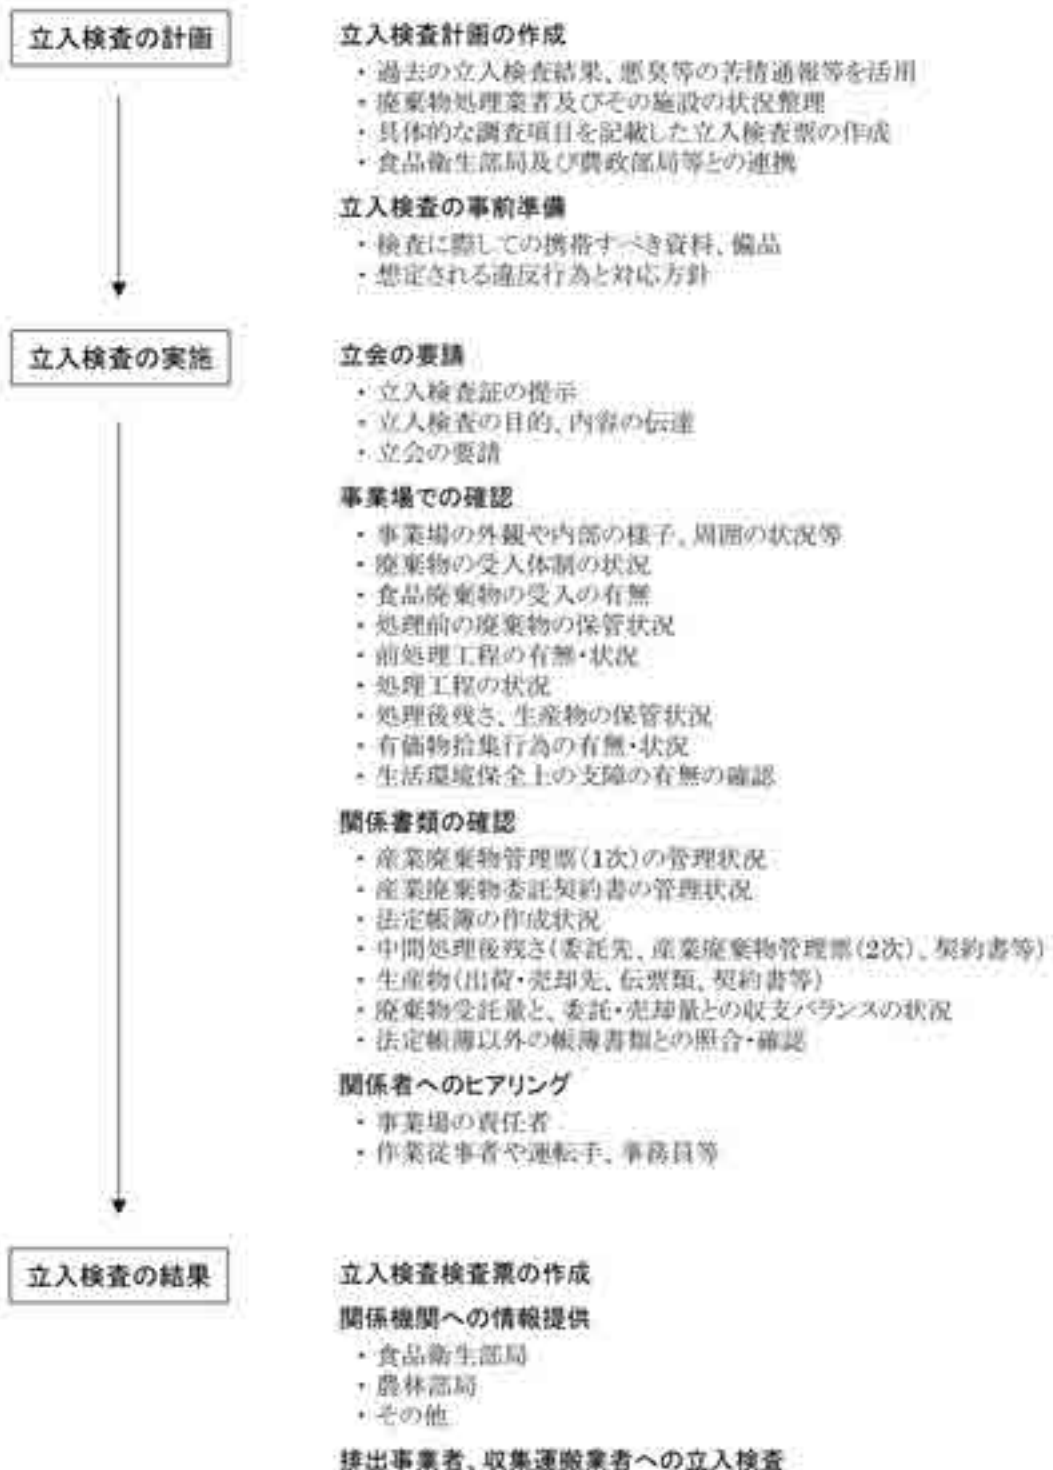 立入検査の計画
立入検査計画の作成
・過去の立入検査結果、悪臭等の苦情通報等を活用
・廃棄物処理業者及びその施設の状況整理
・具体的な調査項目を記載した立入検査票の作成
・食品衛生部局及び農政部局等との連携
立入検査の事前準備
・検査に際しての携帯すべき資料、備品
・想定される違反行為と対応方針
立入検査の実施
立会の要請
・立入検査証の提示
・立入検査の目的、内容の伝達
・立会の要請
事業場での確認
・事業場の外観や内部の様子、周囲の状況等
・廃棄物の受入体制の状況
・食品廃棄物の受入の有無
・処理前の廃棄物の保管状況
・前処理工程の有無・状況
・処理工程の状況
・処理後残さ、生産物の保管状況
・有価物拾集行為の有無・状況
・生活環境保全上の支障の有無の確認
関係書類の確認
・産業廃棄物管理票(1次)の管理状況
・産業廃棄物委託契約書の管理状況
・法定帳簿の作成状況
・中間処理後残さ(委託先、産業廃棄物管理票(2次)、契約書等)
・生産物(出荷・売却先、伝票類、契約書等)
・廃棄物受託量と、委託・売却量との収支バランスの状況
・法定帳簿以外の帳簿書類との照合・確認
関係者へのヒアリング
・事業場の責任者
・作業従事者や運転手、事務員等
立入検査の結果
立入検査検査票の作成
関係機関への情報提供
・食品衛生部局
・農林部局
・その他
排出事業者、収集運搬業者への立入検査